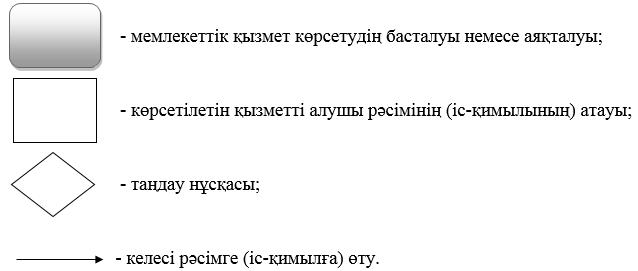 - мемлекеттік қызмет көрсетудің басталуы немесе аяқталуы;
- көрсетілетін қызметті алушы рәсімінің (іс-қимылының) атауы;
- таңдау нұсқасы;
- келесі рәсімге (іс-қимылға) өту.